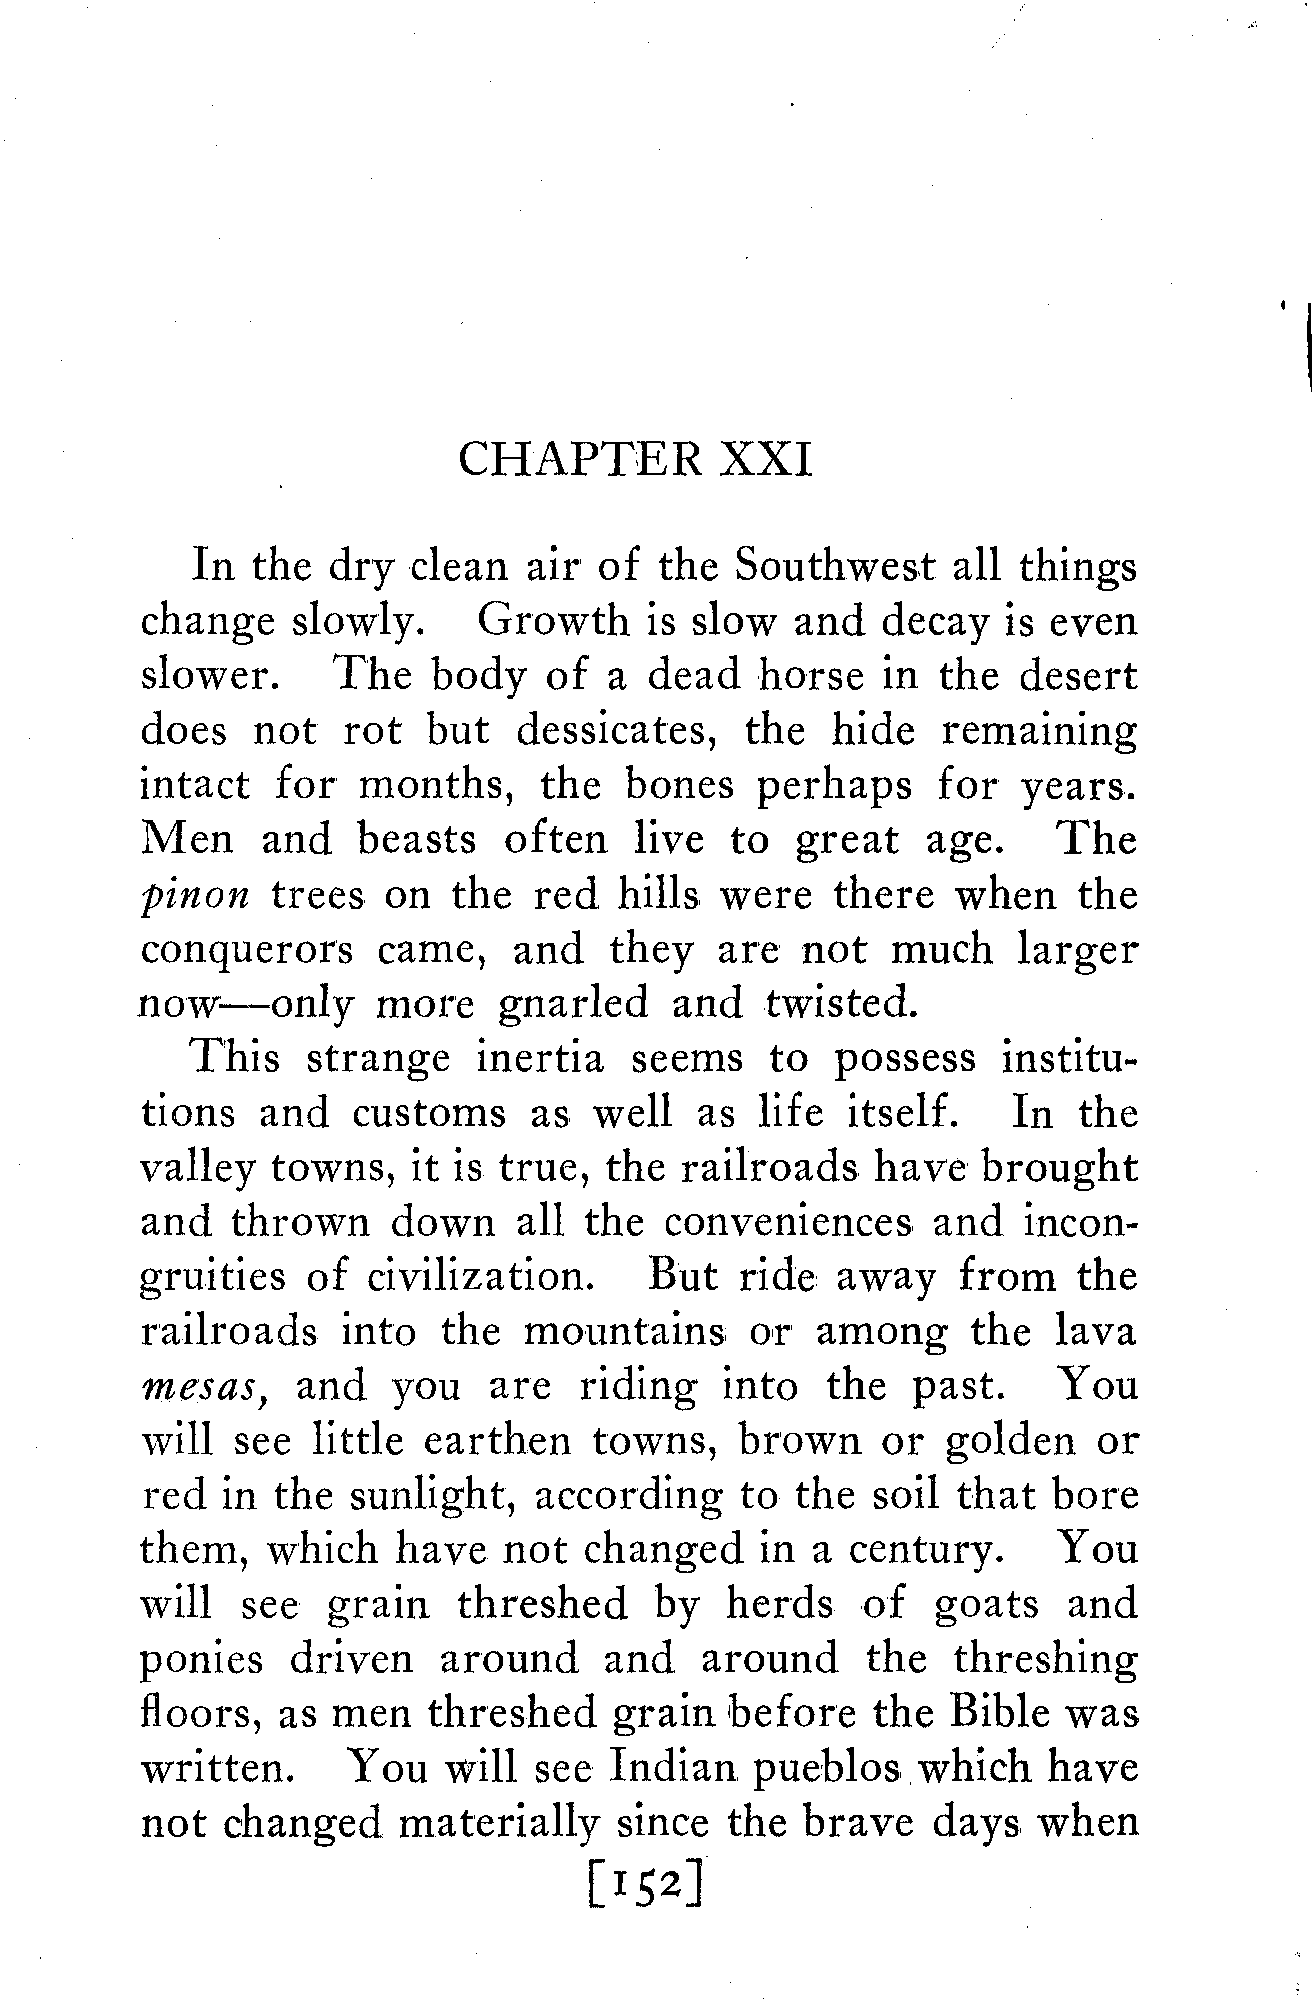 CHAPTER XXI
In the dry clean air of the Southwest all things
change slowly. Growth is slow and decay is even
slower. The body of a dead horse in the desert
does not rot but dessicates, the hide remaining
intact for months, the bones perhaps for years.
Men and beasts often live to great age. The
pinon trees on the red hills were there when the
conquerors came, and they are not much larger
now—only more gnarled and twisted.
This strange inertia seems to possess institu-
tions and customs as well as life itself. In the
valley towns, it is true, the railroads have brought
and thrown down all the conveniences and incon-
gruities of civilization. But ride away from the
railroads into the mountains or among the lava
mesas, and you are riding into the past. You
will see little earthen towns, brown or golden or
red in the sunlight, according to the soil that bore
them, which have not changed in a century. You
will see grain threshed by herds of goats and
ponies driven around and around the threshing
floors, as men threshed grain before the Bible was
written. You will see Indian pueblos which have
not changed materially since the brave days when
[152]